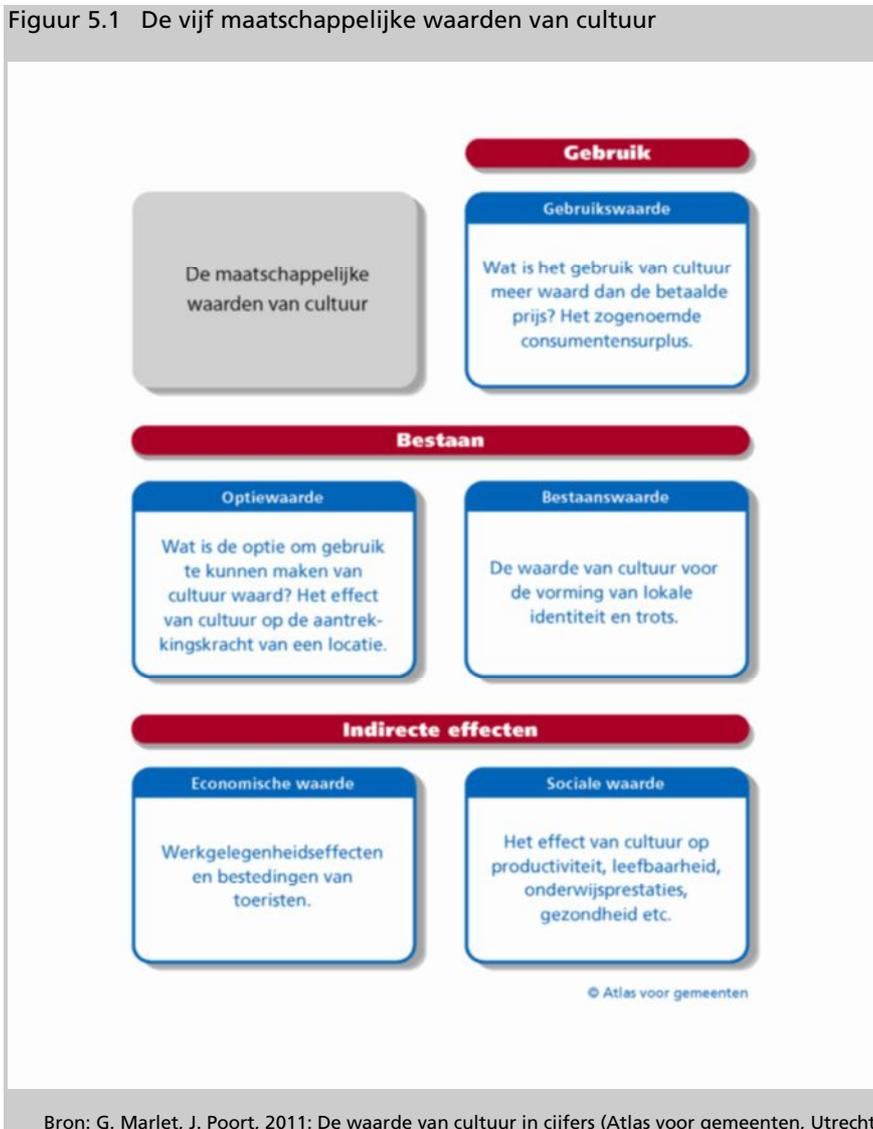 Figuur 5.1 De vijf maatschappelijke waarden van cultuur
Gebruik
De maatschappelijke
waarden van cultuur
Gebruikswaarde
Wat is het gebruik van cultuur
meer waard dan de betaalde
prijs? Het zogenoemde
consumentensurplus.
Bestaan
Optiewaarde
Wat is de optie om gebruik
te kunnen maken van
cultuur waard? Het effect
van cultuur op de aantrek-
kingskracht van een locatie.
Bestaanswaarde
De waarde van cultuur voor
de vorming van lokale
identiteit en trots.
Indirecte effecten
Economische waarde
Werkgelegenheidseffecten
en bestedingen van
toeristen.
Sociale waarde
Het effect van cultuur op
productiviteit, leefbaarheid,
onderwijsprestaties,
gezondheid etc.
© Atlas voor gemeenten
Bron: G. Marlet, J. Poort, 2011: De waarde van cultuur in cijfers (Atlas voor gemeenten, Utrecht